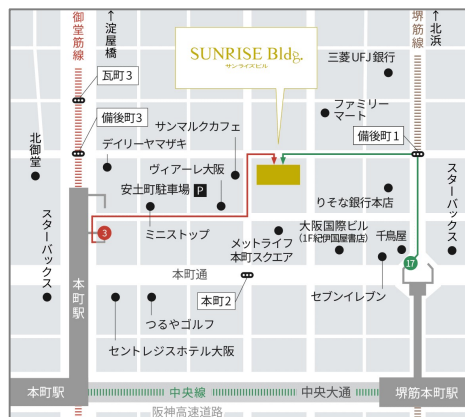 御堂筋線
↑淀屋橋
SUNRISE Bldg.
サンライズビル
堺筋線
↑北浜
三菱UFJ銀行
瓦町3
ファミリー
マート
備後町3
サンマルクカフェ
備後町1
デイリーヤマザキ
北御堂
ヴィアーレ大阪
スターバックス
安土町駐車場 P
りそな銀行本店
スターバックス
3
ミニストップ
メットライフ
本町スクエア
大阪国際ビル
(1F紀伊国屋書店)
千鳥屋
17
本町通
本町駅
本町2
セブンイレブン
つるやゴルフ
セントレジスホテル大阪
本町駅
中央線
中央大通
堺筋本町駅
阪神高速道路